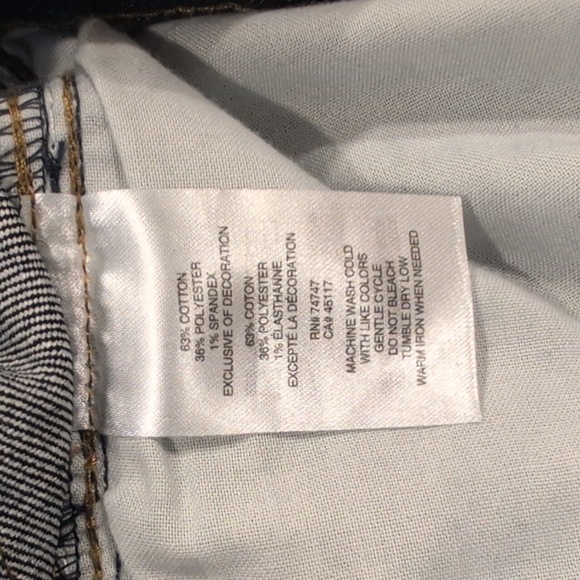 63% COTTON
36% POLYESTER
1% SPANDEX
EXCLUSIVE OF DECORATION
63% COTON
36% POLYESTER
1% ÉLASTHANNE
EXCEPTÉ LA DÉCORATION
RN# 74747
CA# 45117
MACHINE WASH COLD
WITH LIKE COLORS
GENTLE CYCLE
DO NOT BLEACH
TUMBLE DRY LOW
WARM IRON WHEN NEEDED